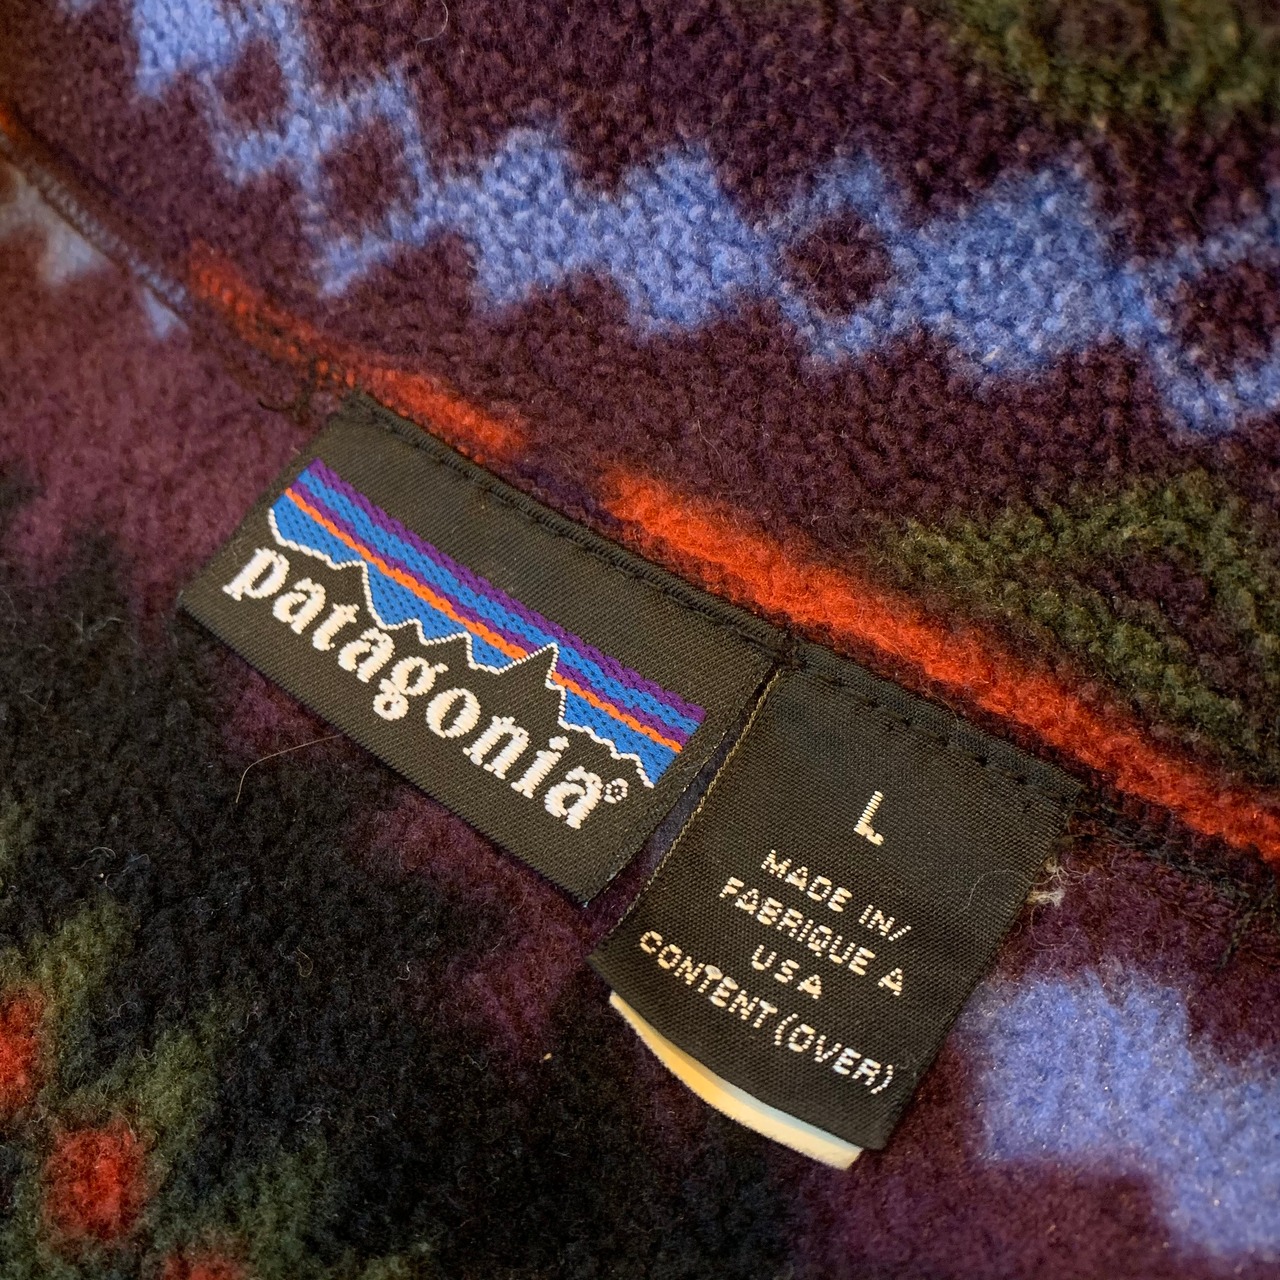 patagonia®
L
MADE IN/
FABRIQUE A
USA
CONTENT (OVER)